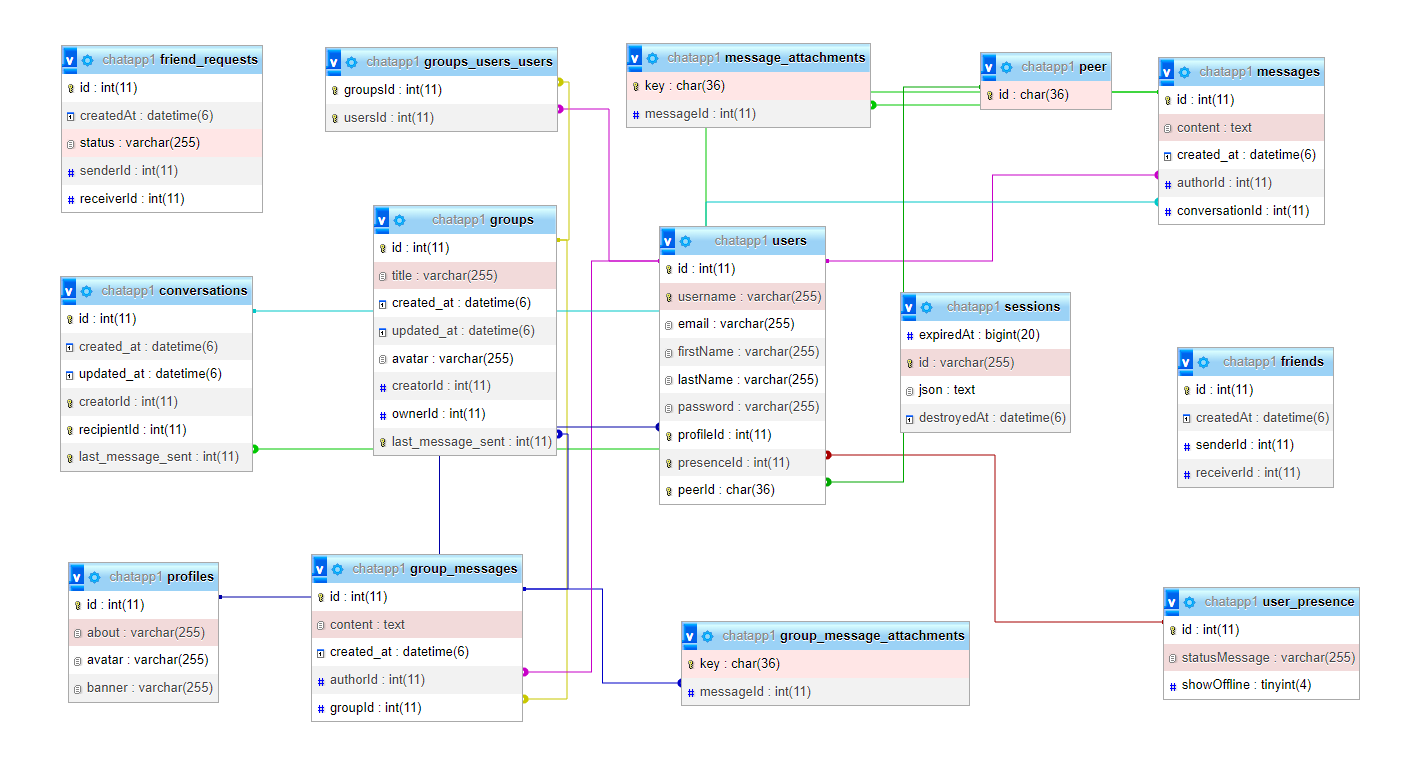 chatapp1 friend_requests
id : int(11)
createdAt : datetime(6)
status : varchar(255)
senderId : int(11)
receiverId : int(11)
chatapp1 groups_users_users
groupsId : int(11)
usersId : int(11)
chatapp1 message_attachments
key : char(36)
messageId : int(11)
chatapp1 peer
id : char(36)
chatapp1 messages
id : int(11)
content : text
created_at : datetime(6)
authorId : int(11)
conversationId : int(11)
chatapp1 groups
id : int(11)
title : varchar(255)
created_at : datetime(6)
updated_at : datetime(6)
avatar : varchar(255)
creatorId : int(11)
ownerId : int(11)
last_message_sent : int(11)
chatapp1 users
id : int(11)
username : varchar(255)
email : varchar(255)
firstName : varchar(255)
lastName : varchar(255)
password : varchar(255)
profileId : int(11)
presenceId : int(11)
peerId : char(36)
chatapp1 conversations
id : int(11)
created_at : datetime(6)
updated_at : datetime(6)
creatorId : int(11)
recipientId : int(11)
last_message_sent : int(11)
chatapp1 sessions
expiredAt : bigint(20)
id : varchar(255)
json : text
destroyedAt : datetime(6)
chatapp1 friends
id : int(11)
createdAt : datetime(6)
senderId : int(11)
receiverId : int(11)
chatapp1 profiles
id : int(11)
about : varchar(255)
avatar : varchar(255)
banner : varchar(255)
chatapp1 group_messages
id : int(11)
content : text
created_at : datetime(6)
authorId : int(11)
groupId : int(11)
chatapp1 group_message_attachments
key : char(36)
messageId : int(11)
chatapp1 user_presence
id : int(11)
statusMessage : varchar(255)
showOffline : tinyint(4)